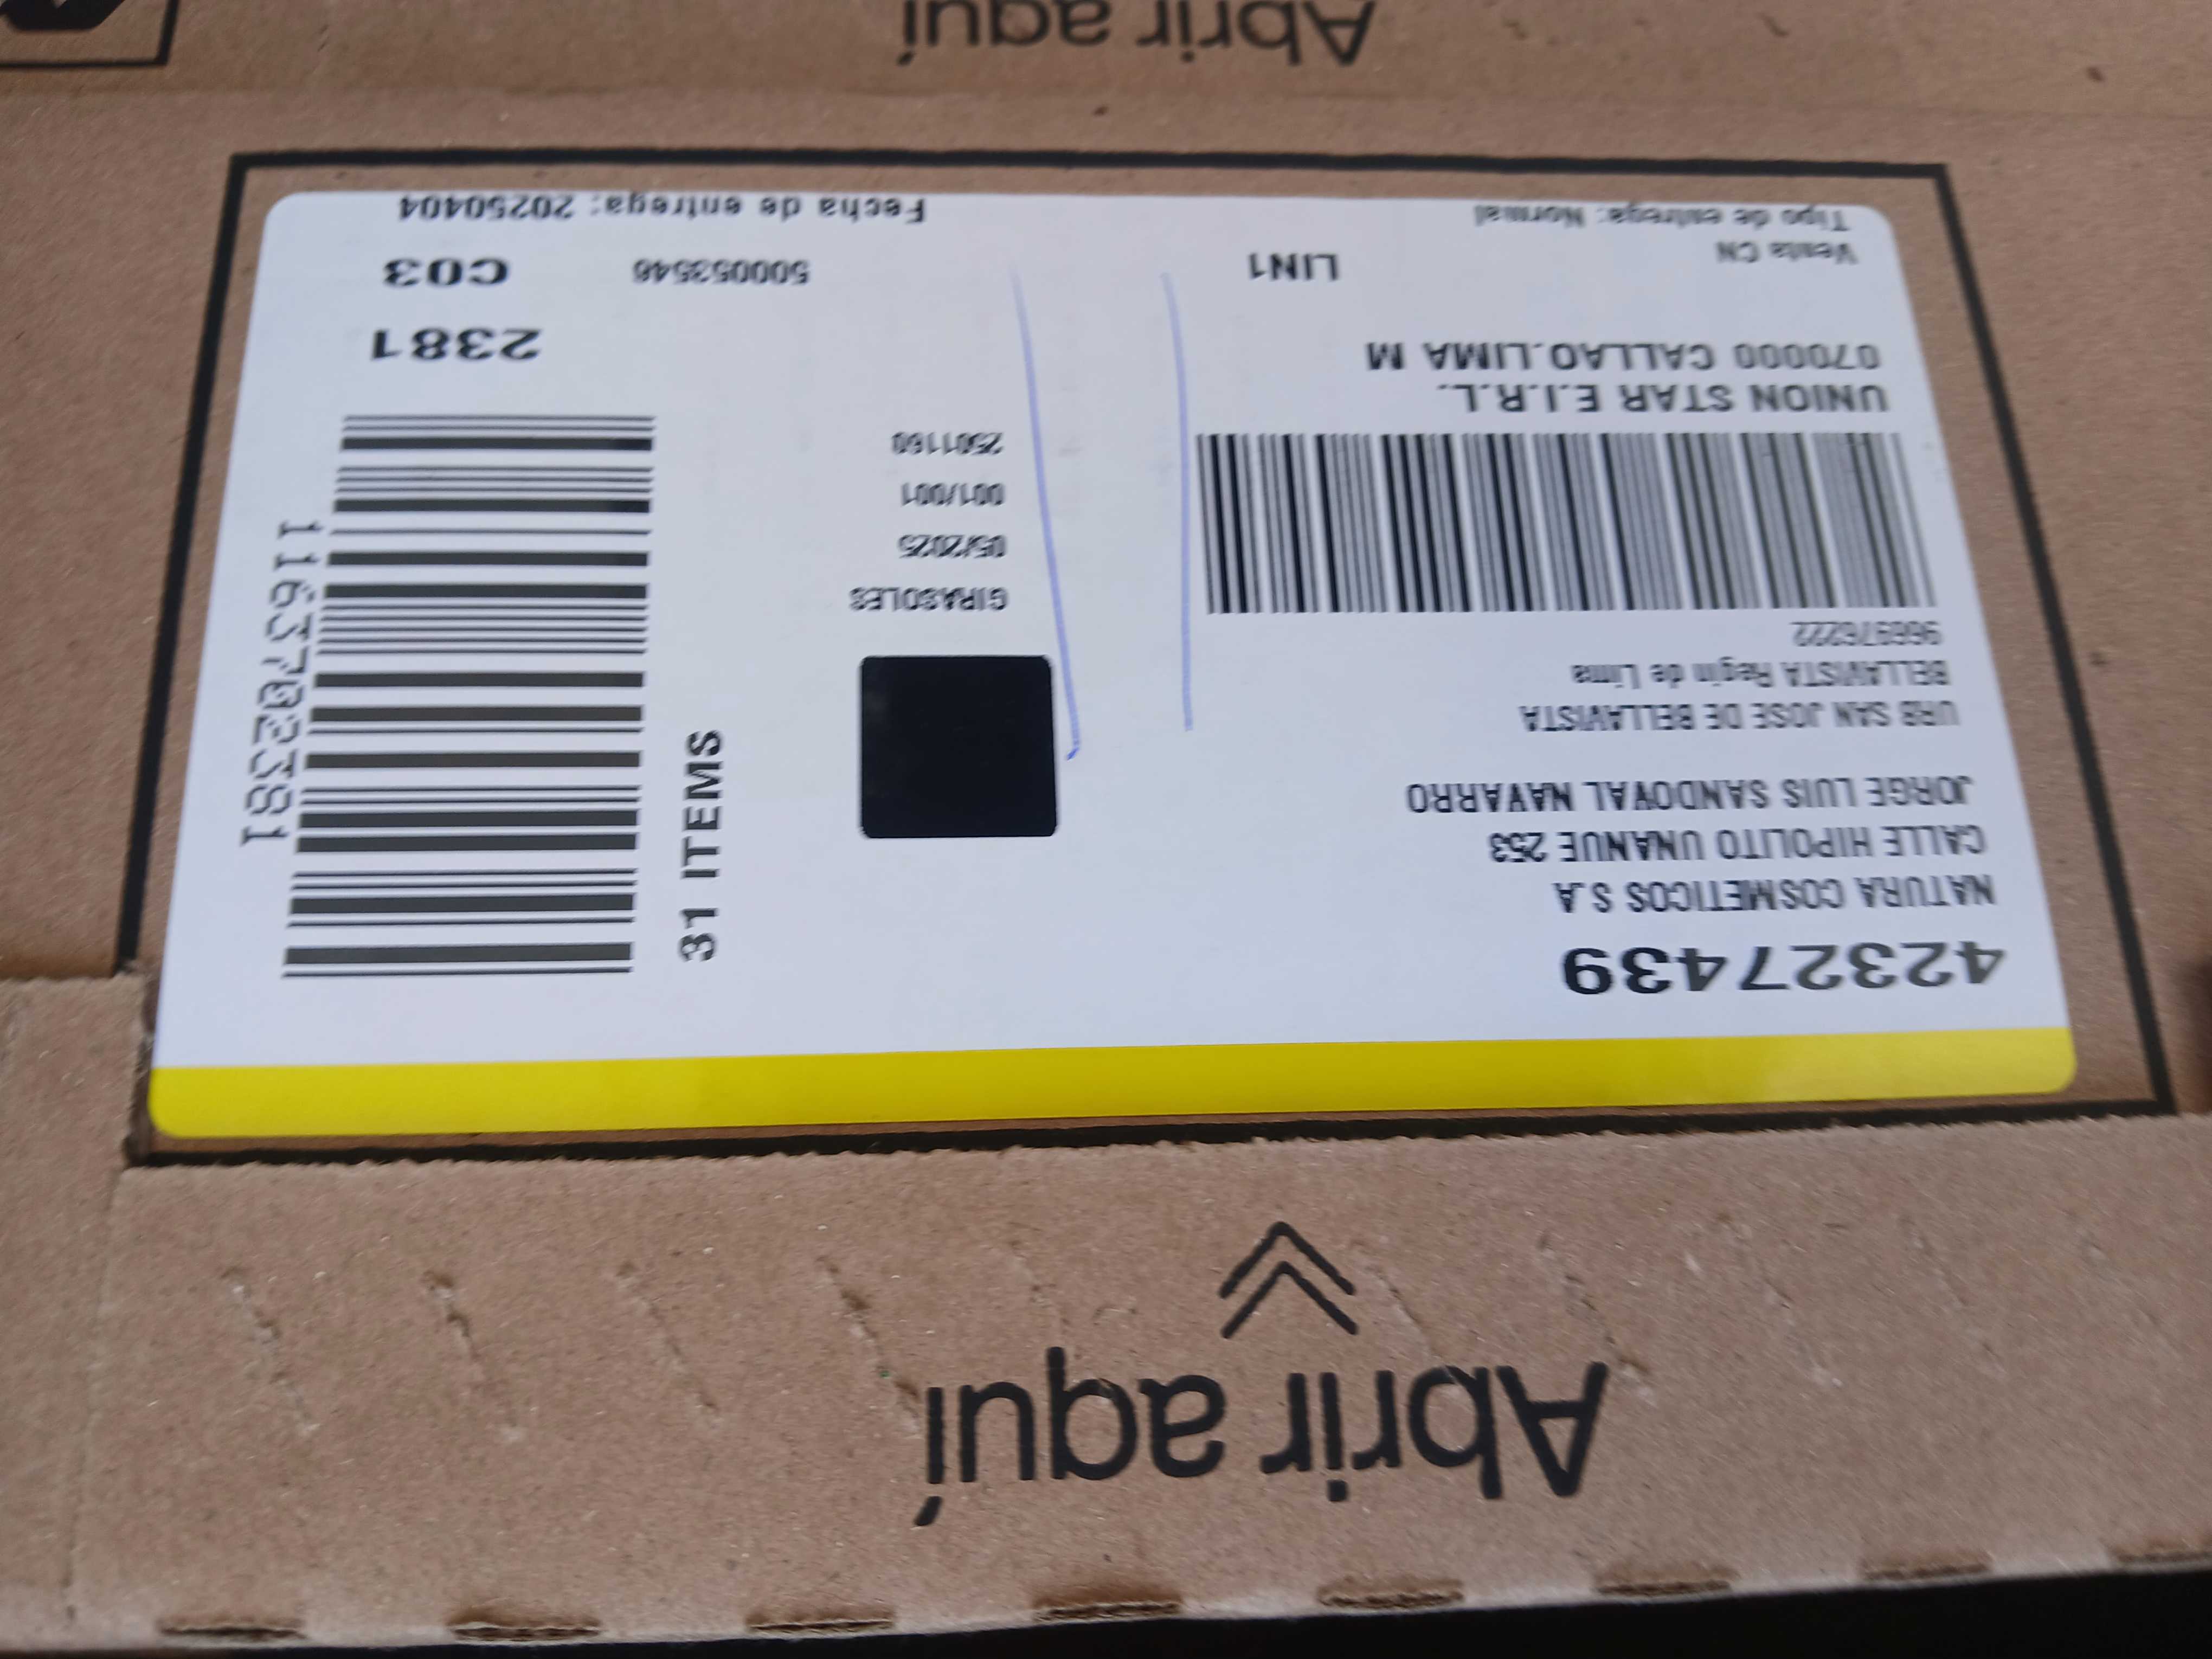 Abrir aquí
42327439
NATURA COSMETICOS S.A
CALLE HIPOLITO UNANUE 253
JORGE LUIS SANDOVAL NAVARRO
URB SAN JOSE DE BELLAVISTA
BELLAVISTA Regin de Lima
966976222
UNION STAR E.I.R.L.
070000 CALLAO.LIMA M
Venta CN
LIN1
Tipo de entrega: Normal
31 ITEMS
GIRASOLES
05/2025
001/001
2501160
1163702381
2381
500053546
C03
Fecha de entrega: 20250404
Abrir aquí